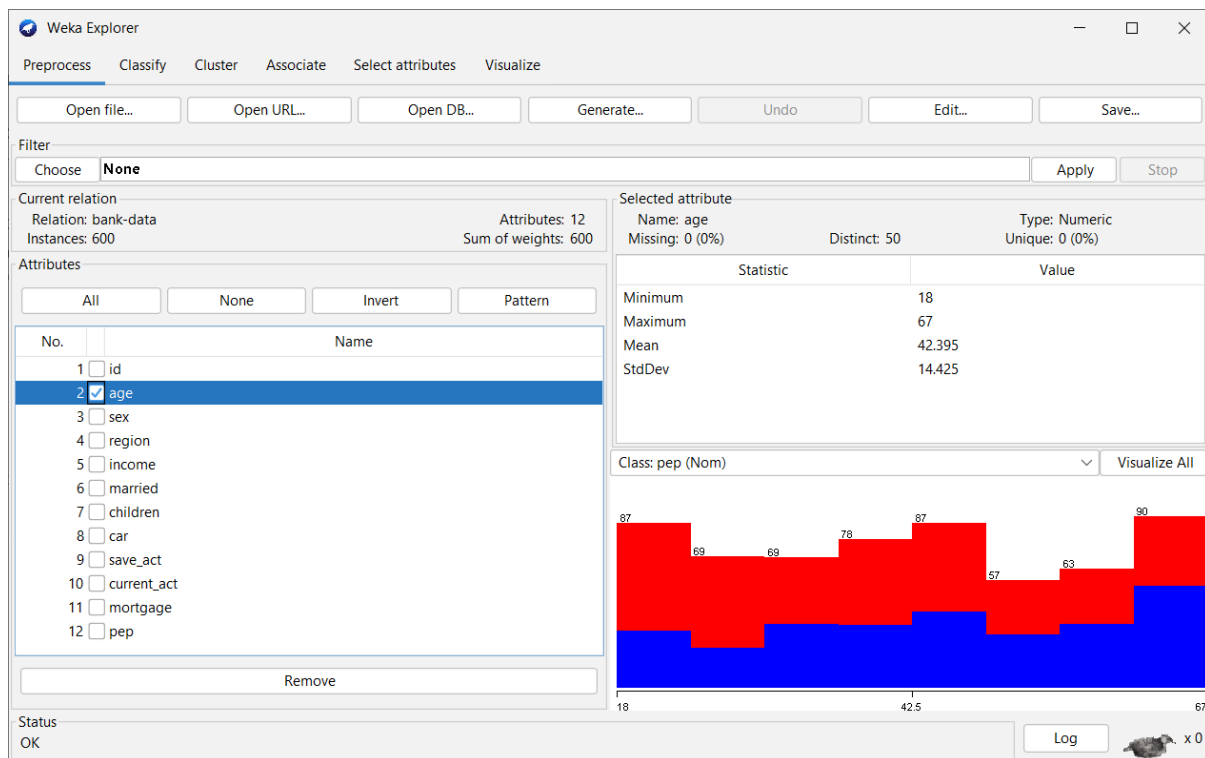 Weka Explorer
Preprocess Classify Cluster Associate Select attributes Visualize
Open file... Open URL... Open DB... Generate... Undo Edit... Save...
Filter
Choose None Apply Stop
Current relation
Relation: bank-data Attributes: 12
Instances: 600 Sum of weights: 600
Attributes
All None Invert Pattern
No. Name
1 id
2 age
3 sex
4 region
5 income
6 married
7 children
8 car
9 save_act
10 current_act
11 mortgage
12 pep
Remove
Selected attribute
Name: age Type: Numeric
Missing: 0 (0%) Distinct: 50 Unique: 0 (0%)
Statistic Value
Minimum 18
Maximum 67
Mean 42.395
StdDev 14.425
Class: pep (Nom) Visualize All
87 69 69 78 87 57 63 90
18 42.5 67
Status
OK
Log x 0